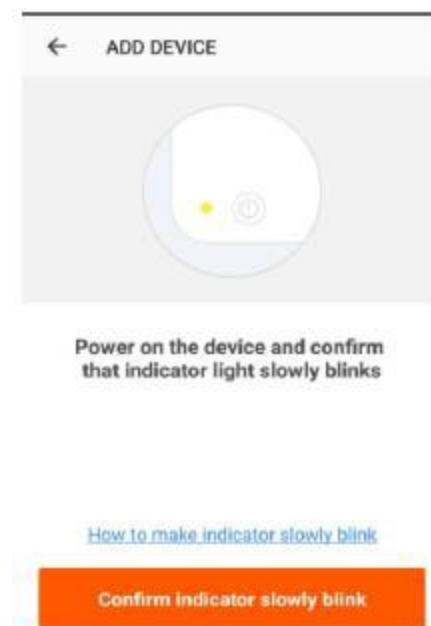 ADD DEVICE
Power on the device and confirm
that indicator light slowly blinks
How to make indicator slowly blink
Confirm indicator slowly blink